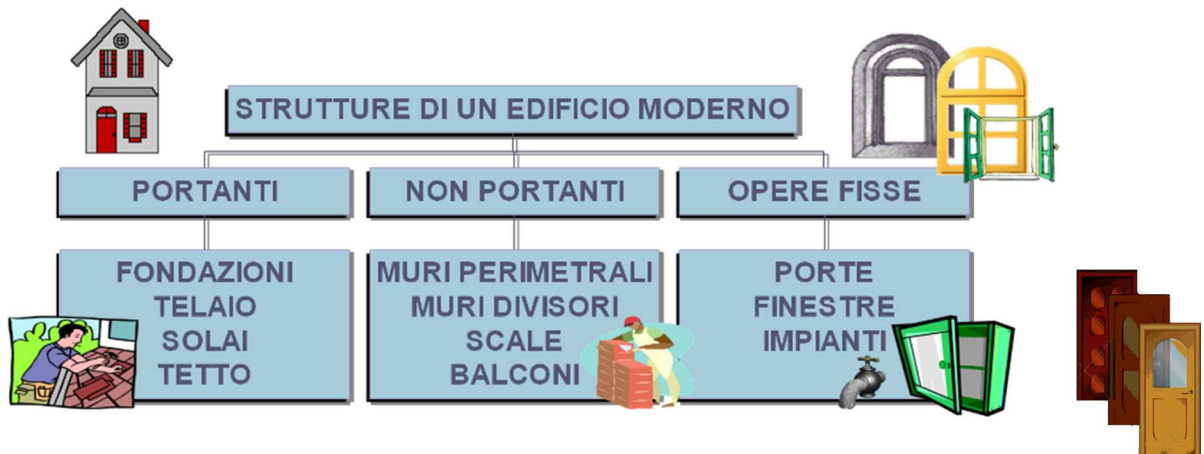 STRUTTURE DI UN EDIFICIO MODERNO
PORTANTI
NON PORTANTI
OPERE FISSE
FONDAZIONI
TELAIO
SOLAI
TETTO
MURI PERIMETRALI
MURI DIVISORI
SCALE
BALCONI
PORTE
FINESTRE
IMPIANTI